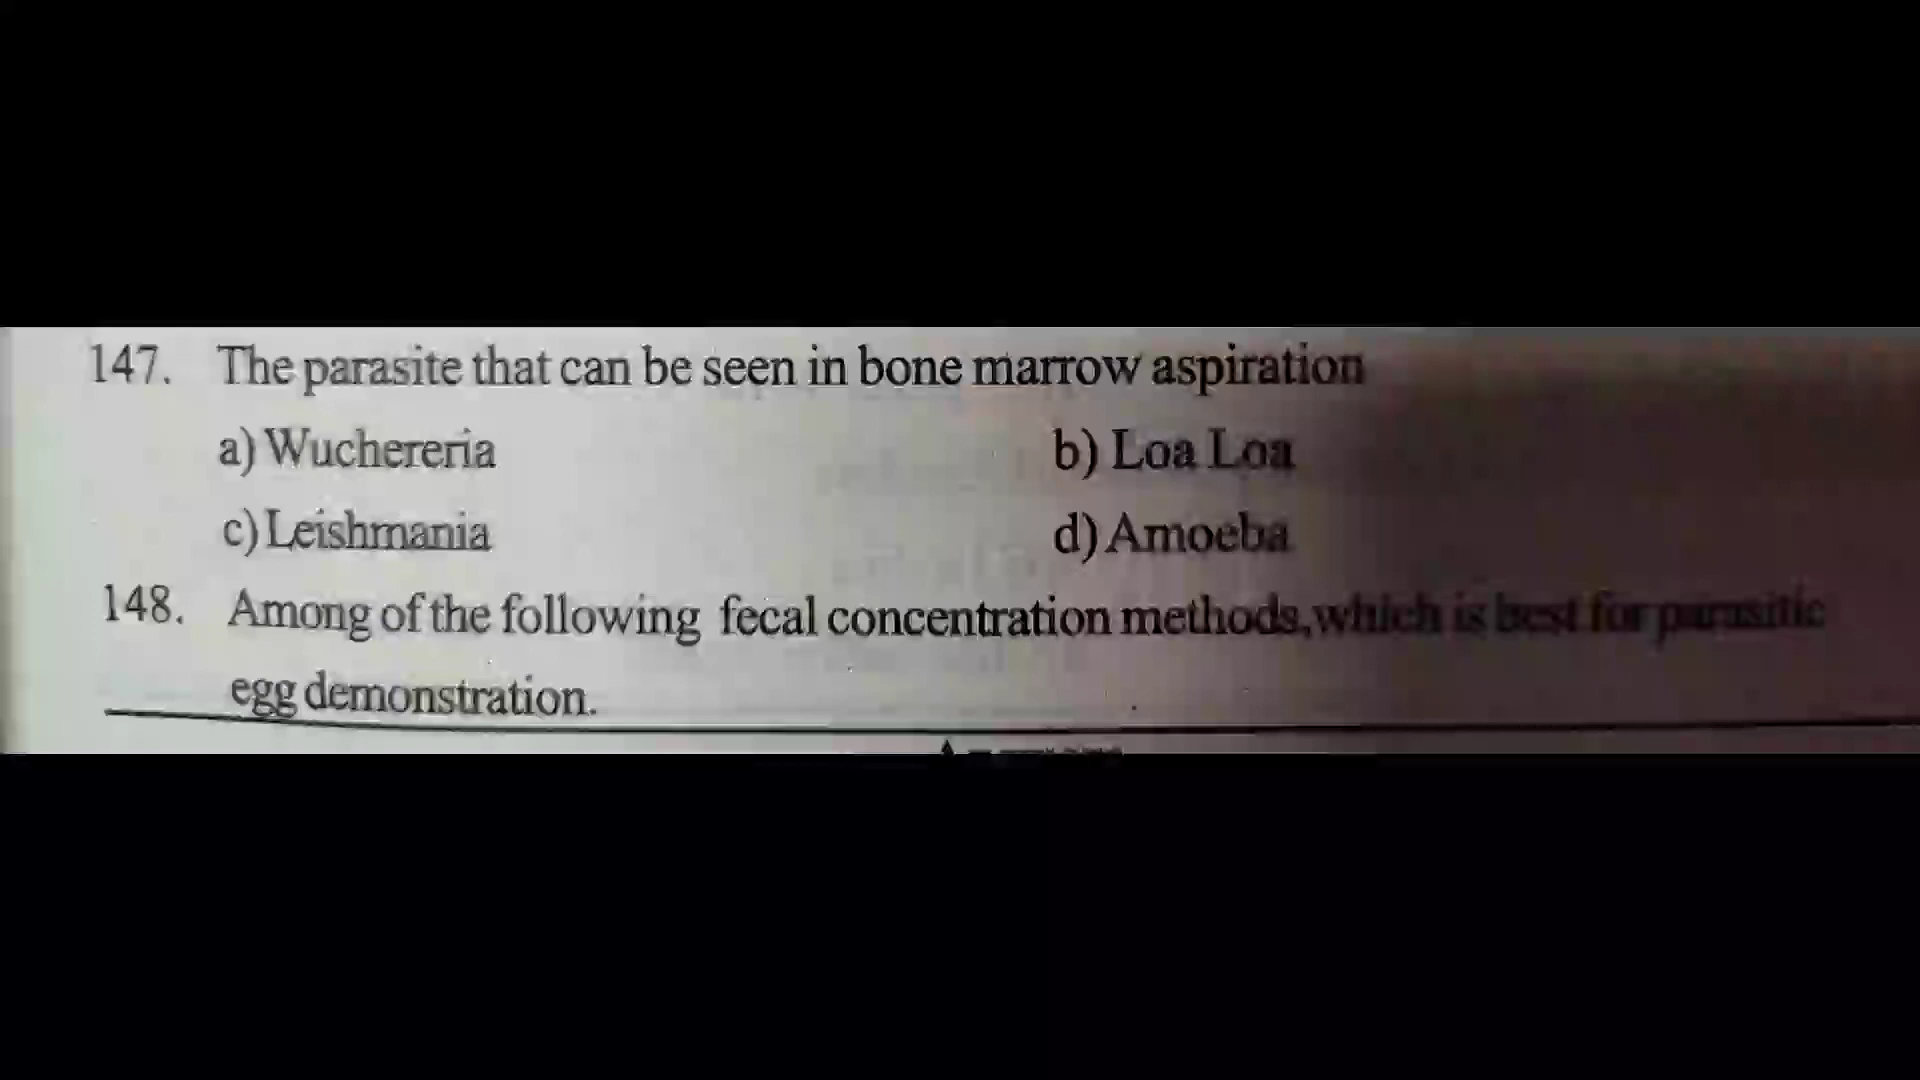 147. The parasite that can be seen in bone marrow aspiration
a) Wuchereria b) Loa Loa
c) Leishmania d) Amoeba
148. Among of the following fecal concentration methods, which is best for parasitic
egg demonstration.